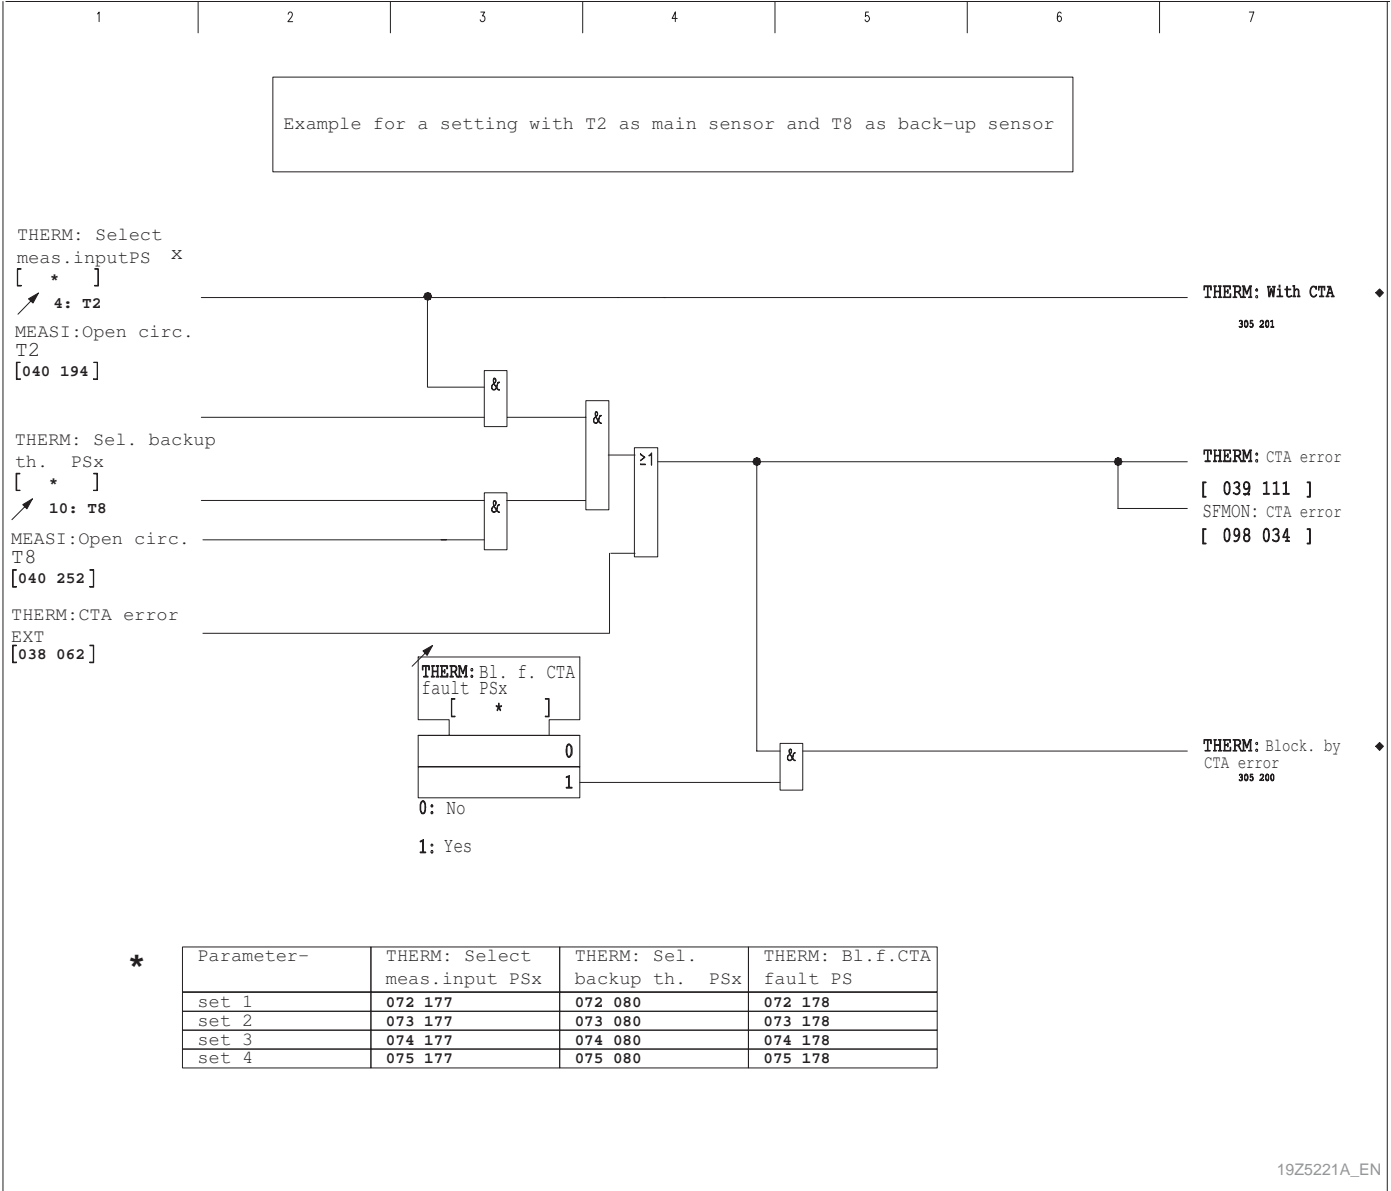 1 2 3 4 5 6 7
Example for a setting with T2 as main sensor and T8 as back-up sensor
THERM: Select
meas.inputPS x
[ * ]
4: T2
MEASI:Open circ.
T2
[040 194]
THERM: Sel. backup
th. PSx
[ * ]
10: T8
MEASI:Open circ.
T8
[040 252]
THERM:CTA error
EXT
[038 062]
&
&
&
≥1
&
THERM: With CTA
305 201
THERM: CTA error
[ 039 111 ]
SFMON: CTA error
[ 098 034 ]
THERM: Bl. f. CTA
fault PSx
[ * ]
0
1
0: No
1: Yes
THERM: Block. by
CTA error
305 200
*
Parameter- THERM: Select THERM: Sel. THERM: Bl.f.CTA
meas.input PSx backup th. PSx fault PS
set 1 072 177 072 080 072 178
set 2 073 177 073 080 073 178
set 3 074 177 074 080 074 178
set 4 075 177 075 080 075 178
19Z5221A_EN